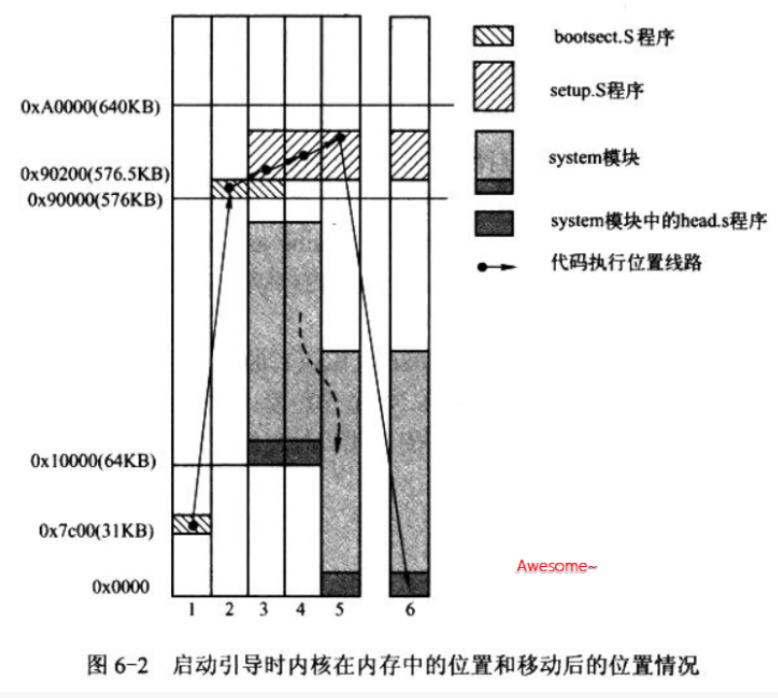 bootsect.S 程序
setup.S程序
system模块
system模块中的head.s程序
代码执行位置线路
0xA0000(640KB)
0x90200(576.5KB)
0x90000(576KB)
0x10000(64KB)
0x7c00(31KB)
0x0000
1 2 3 4 5 6
Awesome~
图 6-2 启动引导时内核在内存中的位置和移动后的位置情况